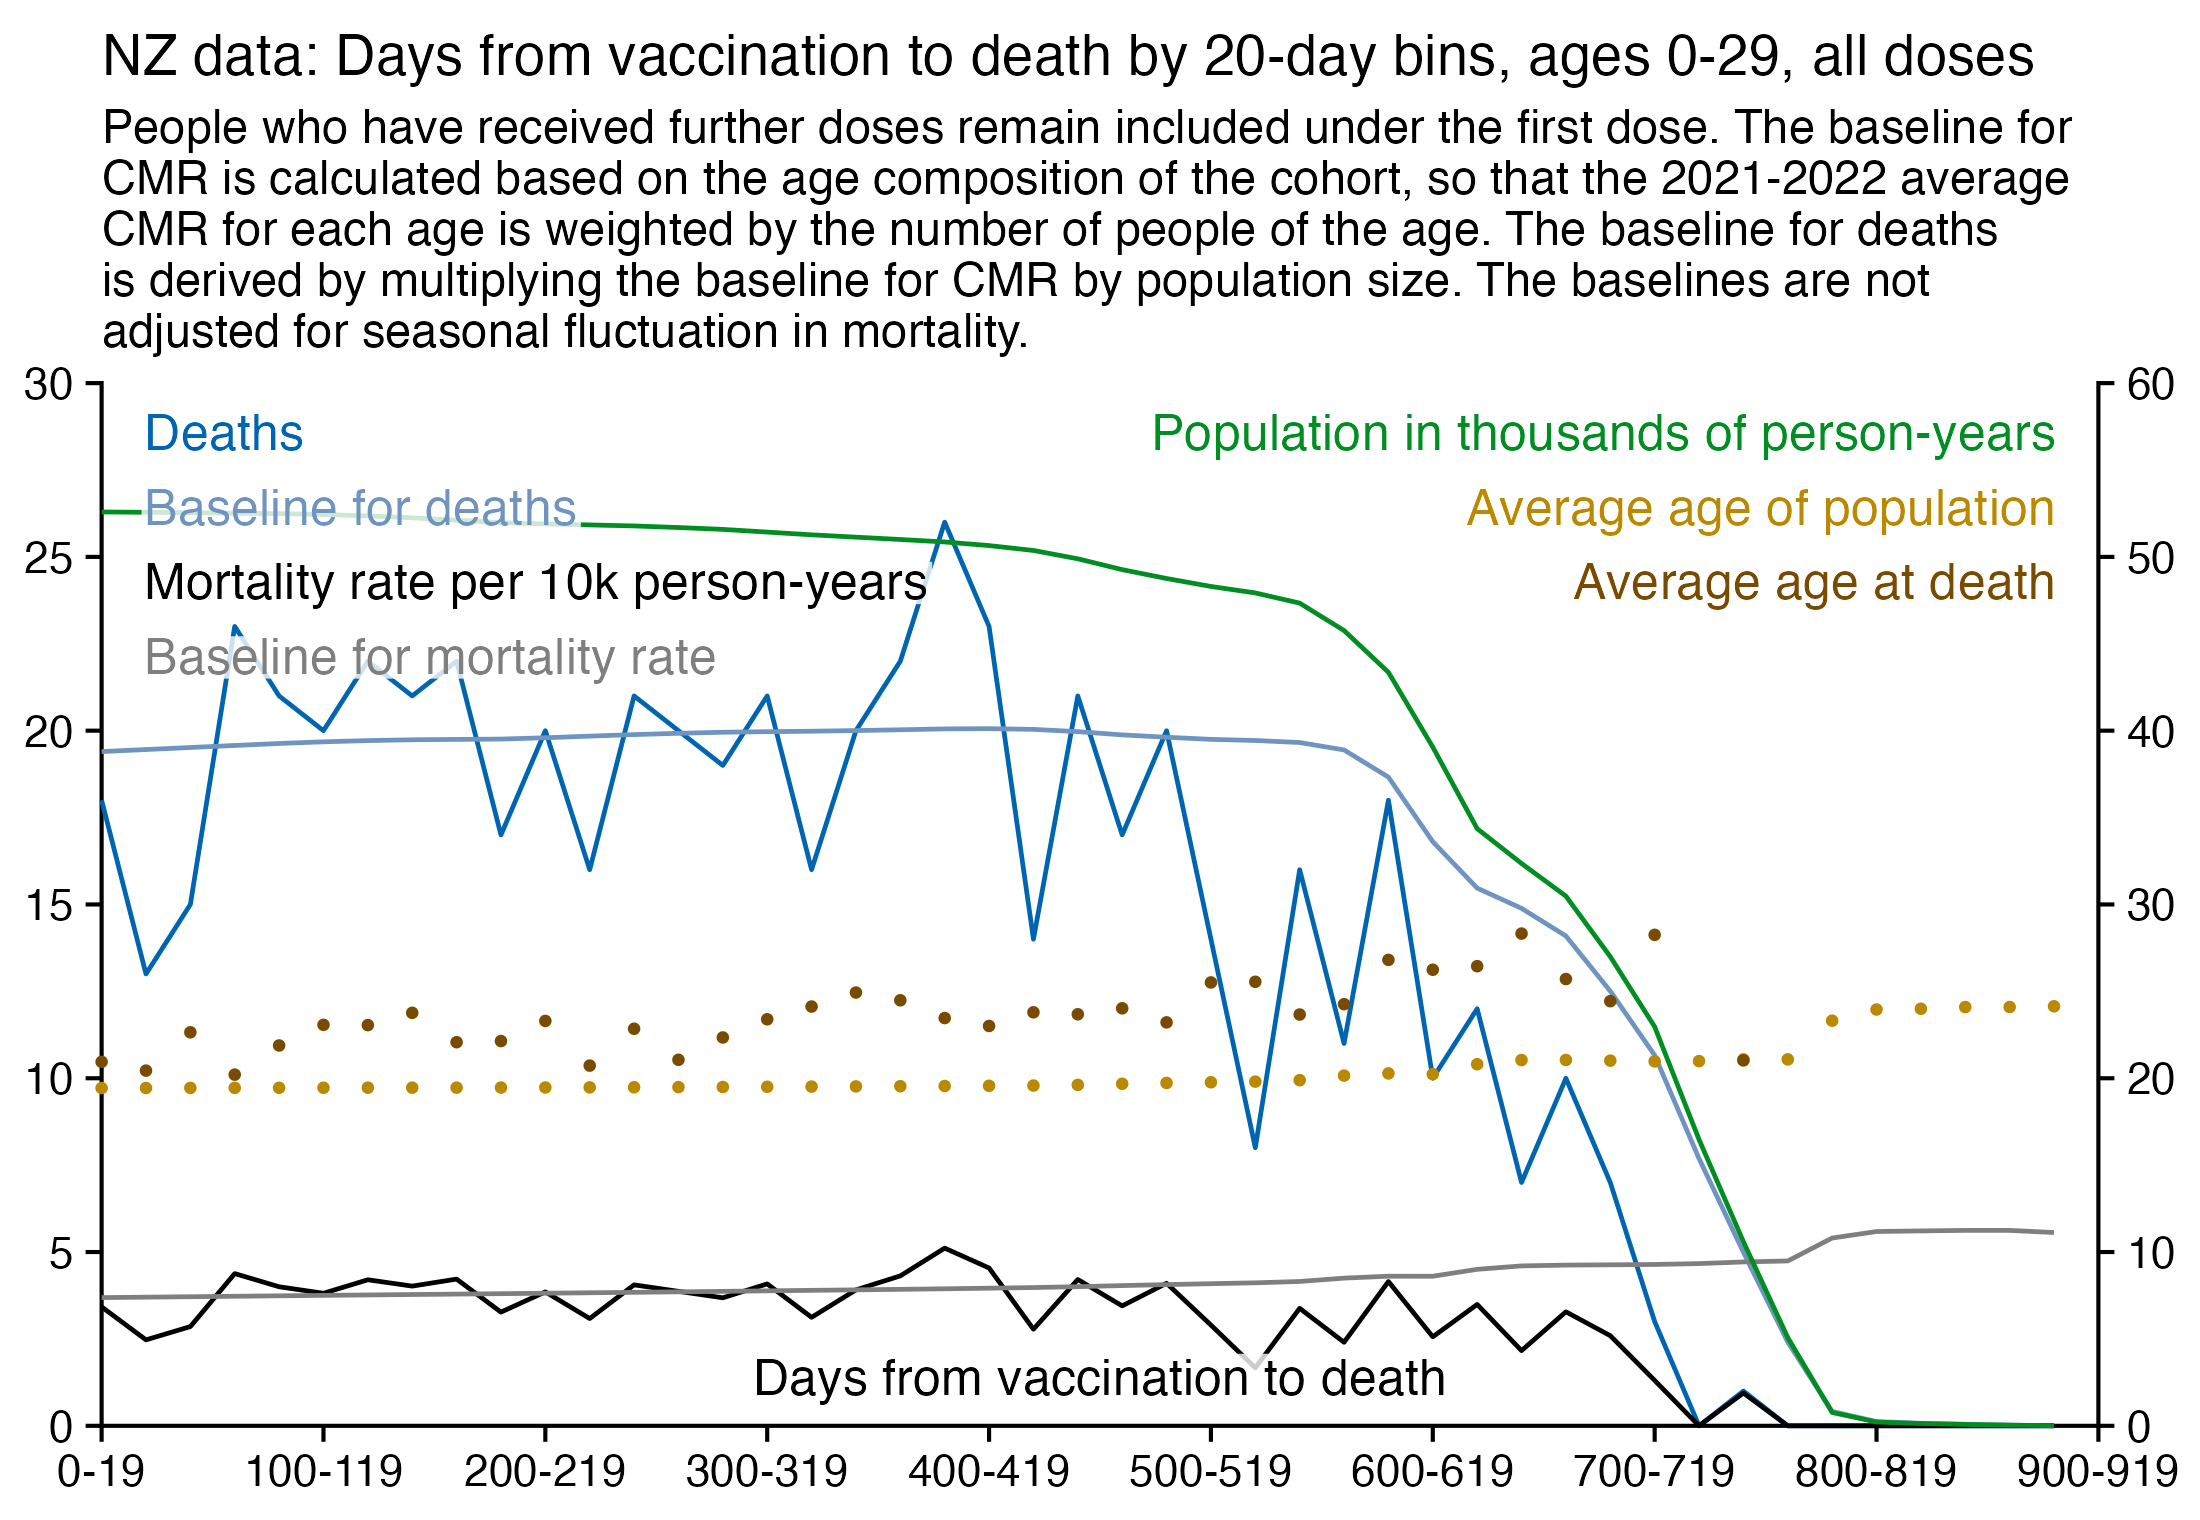 NZ data: Days from vaccination to death by 20-day bins, ages 0-29, all doses
People who have received further doses remain included under the first dose. The baseline for
CMR is calculated based on the age composition of the cohort, so that the 2021-2022 average
CMR for each age is weighted by the number of people of the age. The baseline for deaths
is derived by multiplying the baseline for CMR by population size. The baselines are not
adjusted for seasonal fluctuation in mortality.
30
25
20
15
10
5
0
Deaths
Baseline for deaths
Mortality rate per 10k person-years
Baseline for mortality rate
Population in thousands of person-years
Average age of population
Average age at death
60
50
40
30
20
10
0
Days from vaccination to death
0-19 100-119 200-219 300-319 400-419 500-519 600-619 700-719 800-819 900-919